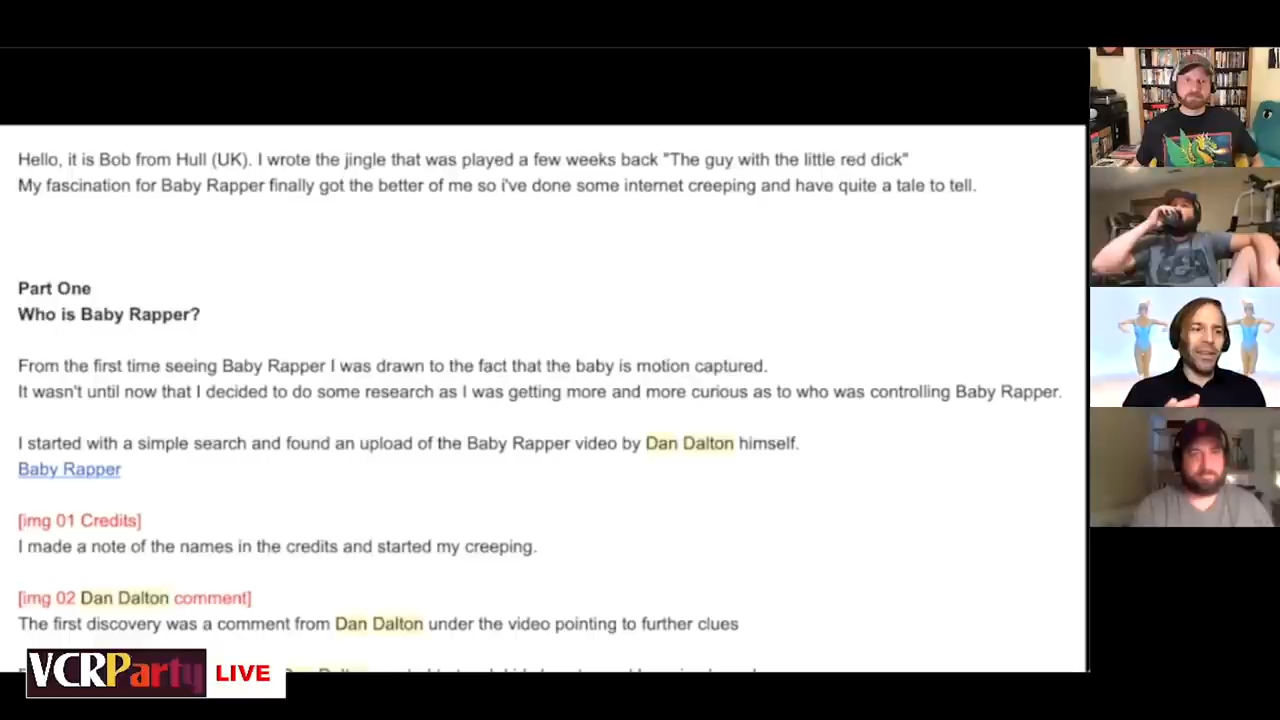 Hello, it is Bob from Hull (UK). I wrote the jingle that was played a few weeks back "The guy with the little red dick"
My fascination for Baby Rapper finally got the better of me so i've done some internet creeping and have quite a tale to tell.
Part One
Who is Baby Rapper?
From the first time seeing Baby Rapper I was drawn to the fact that the baby is motion captured.
It wasn't until now that I decided to do some research as I was getting more and more curious as to who was controlling Baby Rapper.
I started with a simple search and found an upload of the Baby Rapper video by Dan Dalton himself.
Baby Rapper
[img 01 Credits]
I made a note of the names in the credits and started my creeping.
[img 02 Dan Dalton comment]
The first discovery was a comment from Dan Dalton under the video pointing to further clues
VCRParty LIVE